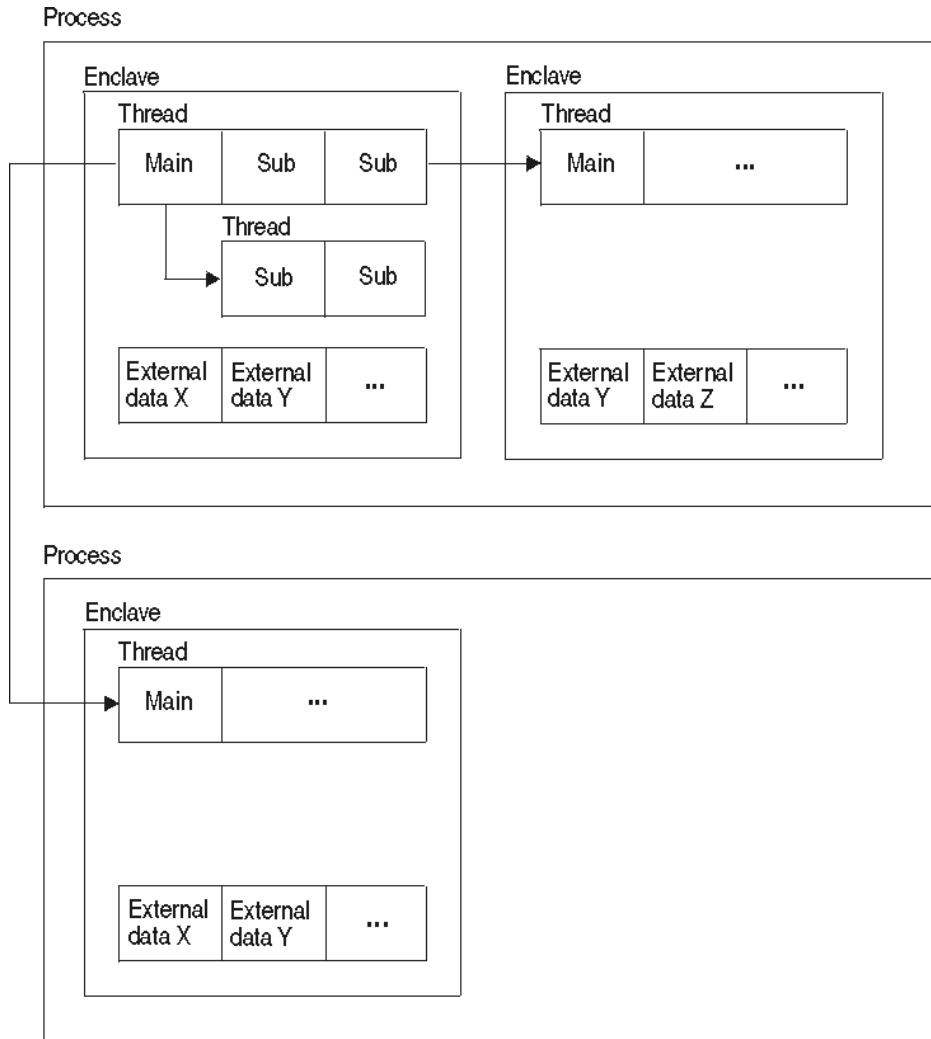 Process
Enclave
Enclave
Thread
Thread
Main Sub Sub
Main ...
Thread
Sub Sub
External data X
External data Y
...
External data Y
External data Z
...
Process
Enclave
Thread
Main ...
External data X
External data Y
...